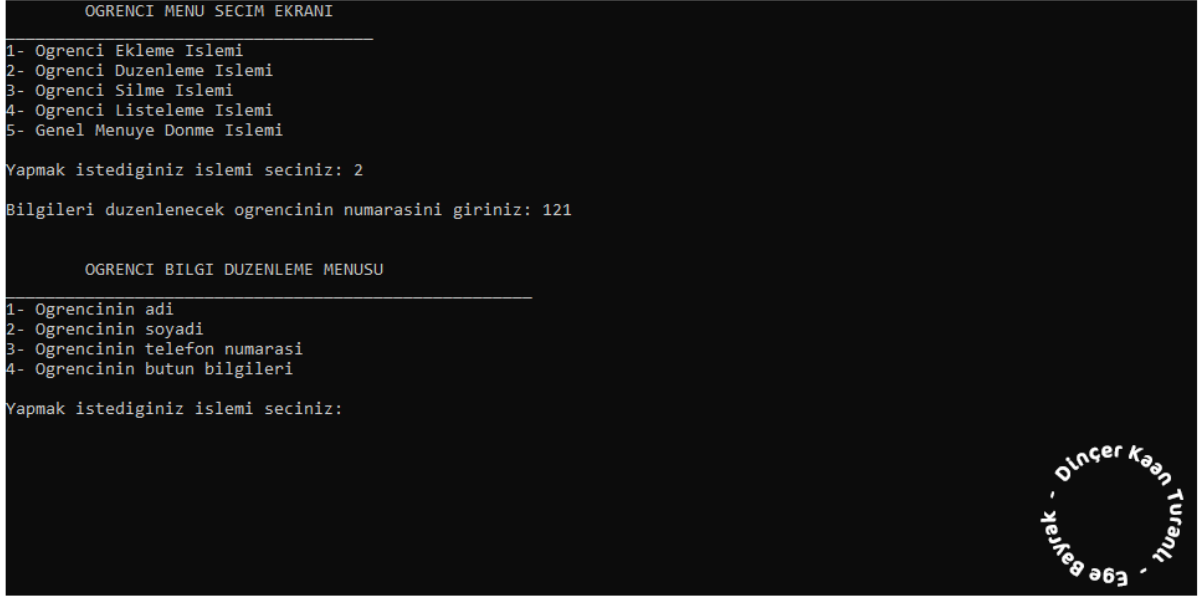 OGRENCI MENU SECIM EKRANI
_____________________________________
1- Ogrenci Ekleme Islemi
2- Ogrenci Duzenleme Islemi
3- Ogrenci Silme Islemi
4- Ogrenci Listeleme Islemi
5- Genel Menuye Donme Islemi
Yapmak istediginiz islemi seciniz: 2
Bilgileri duzenlenecek ogrencinin numarasini giriniz: 121
OGRENCI BILGI DUZENLEME MENUSU
_____________________________________________________
1- Ogrencinin adi
2- Ogrencinin soyadi
3- Ogrencinin telefon numarasi
4- Ogrencinin butun bilgileri
Yapmak istediginiz islemi seciniz:
Dinçer Kaan Turanlı - Ege Bayrak -